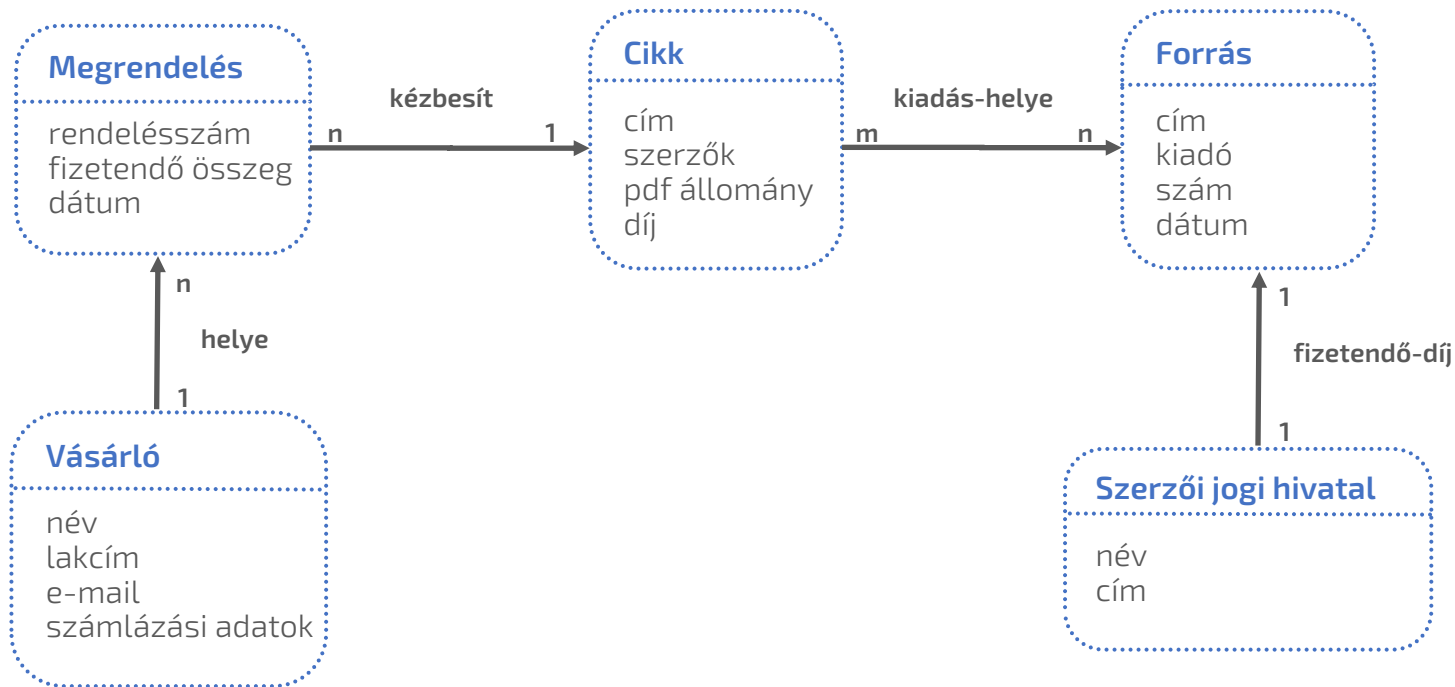 Megrendelés
rendelésszám
fizetendő összeg
dátum
kézbesít
n
1
Cikk
cím
szerzők
pdf állomány
díj
kiadás-helye
m
n
Forrás
cím
kiadó
szám
dátum
n
helye
1
1
fizetendő-díj
1
Vásárló
név
lakcím
e-mail
számlázási adatok
Szerzői jogi hivatal
név
cím